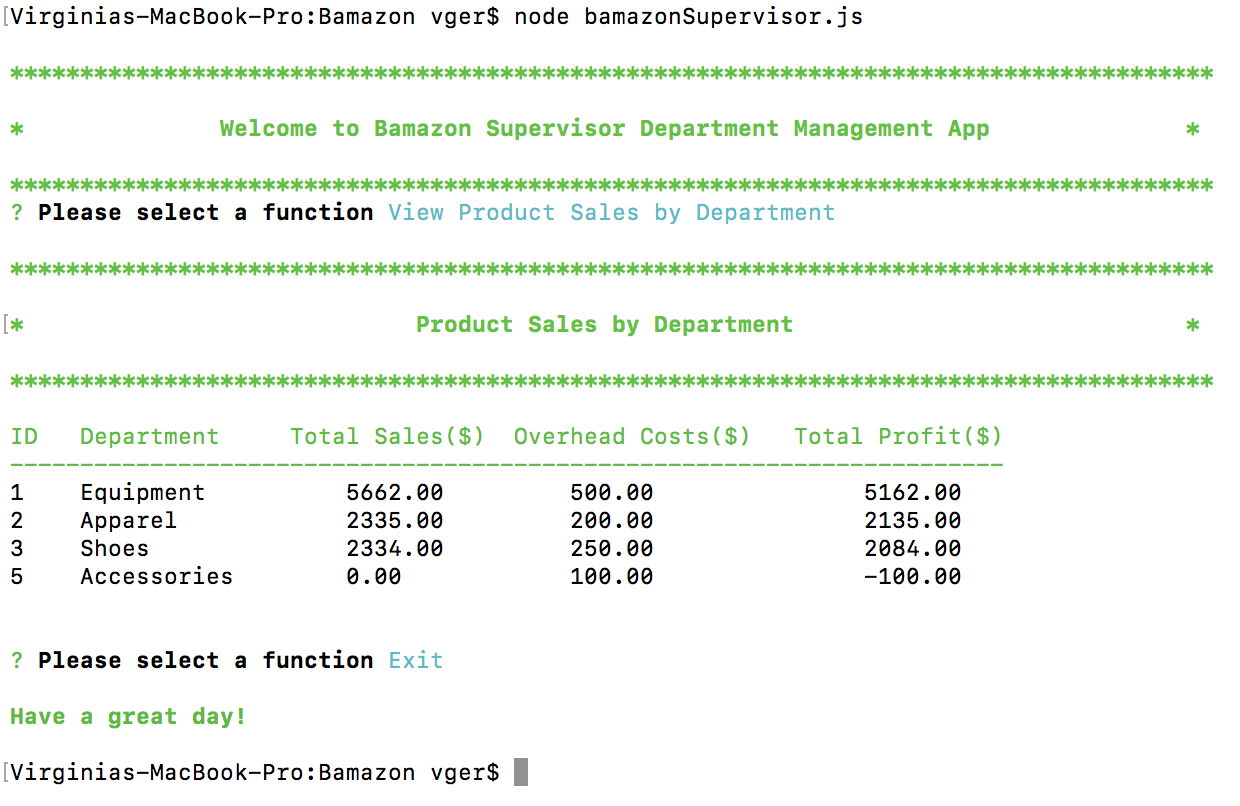 [Virginias-MacBook-Pro:Bamazon vger$ node bamazonSupervisor.js
**************************************************************************************
*              Welcome to Bamazon Supervisor Department Management App              *
**************************************************************************************
? Please select a function View Product Sales by Department
**************************************************************************************
[*                            Product Sales by Department                            *
**************************************************************************************
ID   Department     Total Sales($)  Overhead Costs($)   Total Profit($)
-----------------------------------------------------------------------
1    Equipment          5662.00         500.00               5162.00
2    Apparel            2335.00         200.00               2135.00
3    Shoes              2334.00         250.00               2084.00
5    Accessories        0.00            100.00               -100.00
? Please select a function Exit
Have a great day!
[Virginias-MacBook-Pro:Bamazon vger$